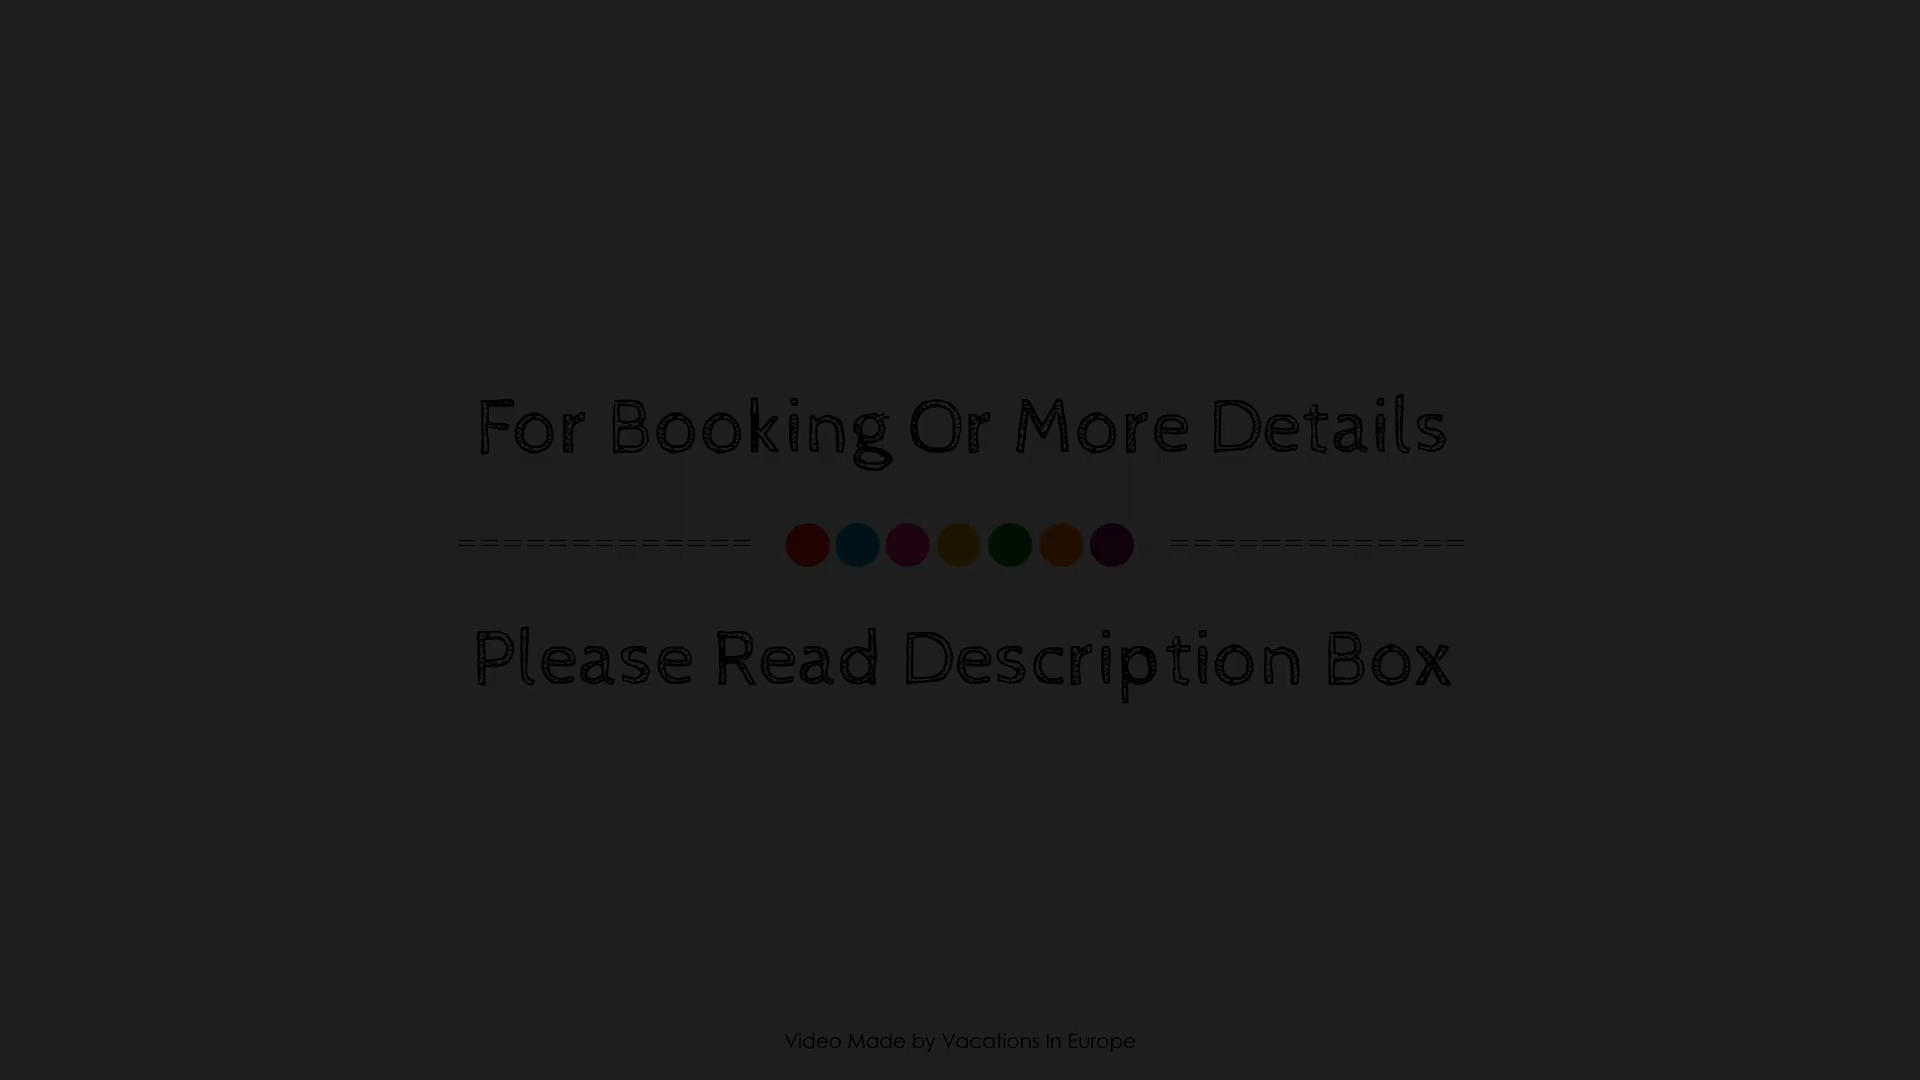 For Booking Or More Details
============= =============
Please Read Description Box
Video Made by Vacations In Europe